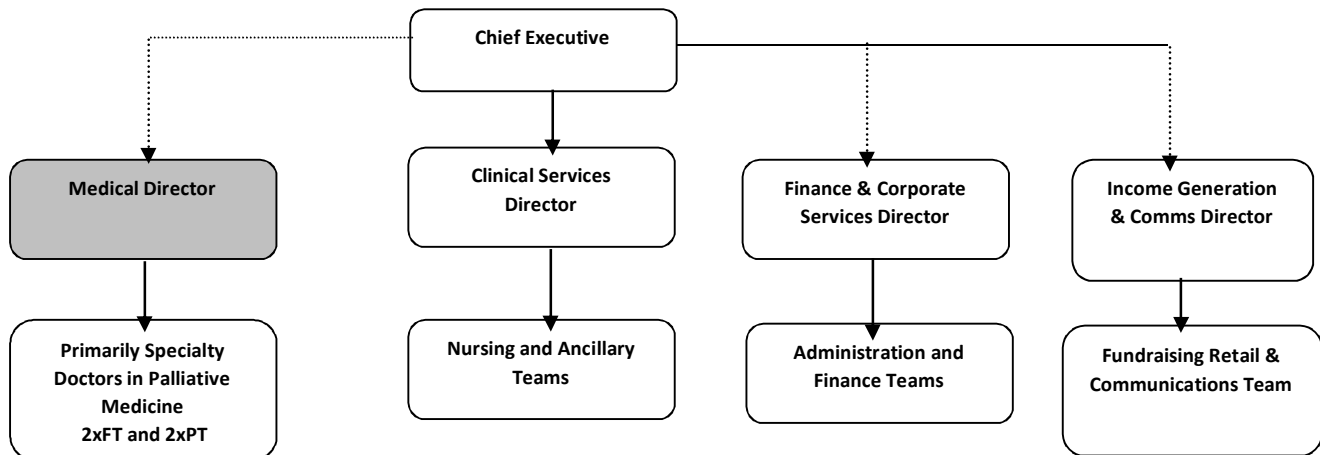 Chief Executive
Medical Director
Clinical Services
Director
Finance & Corporate
Services Director
Income Generation
& Comms Director
Primarily Specialty
Doctors in Palliative
Medicine
2xFT and 2xPT
Nursing and Ancillary
Teams
Administration and
Finance Teams
Fundraising Retail &
Communications Team